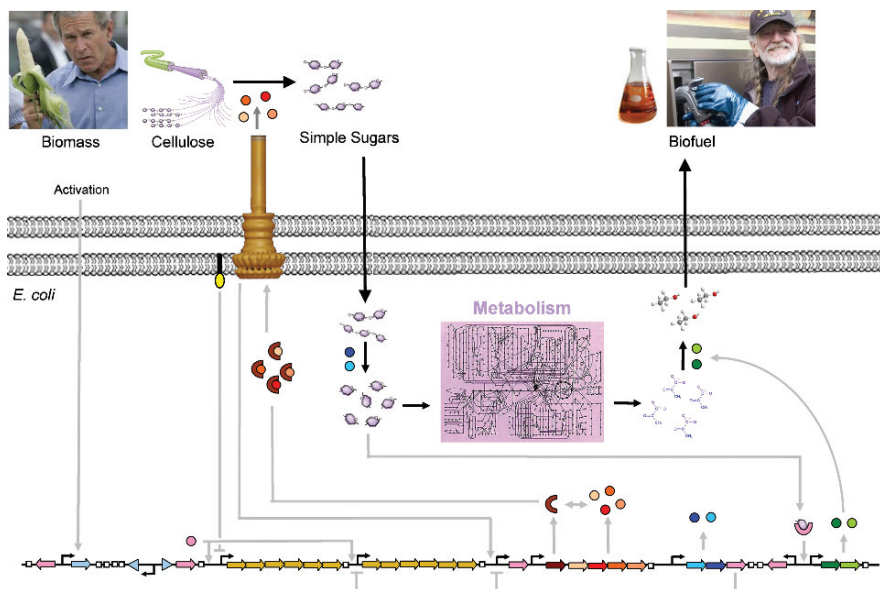 Biomass
Cellulose
Simple Sugars
Biofuel
Activation
E. coli
Metabolism